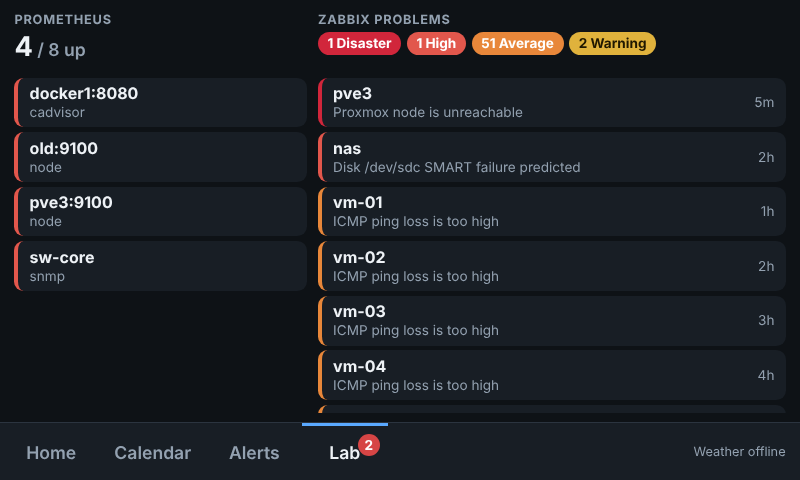 PROMETHEUS
4 / 8 up
docker1:8080
cadvisor
old:9100
node
pve3:9100
node
sw-core
snmp
ZABBIX PROBLEMS
1 Disaster 1 High 51 Average 2 Warning
pve3
Proxmox node is unreachable
5m
nas
Disk /dev/sdc SMART failure predicted
2h
vm-01
ICMP ping loss is too high
1h
vm-02
ICMP ping loss is too high
2h
vm-03
ICMP ping loss is too high
3h
vm-04
ICMP ping loss is too high
4h
Home Calendar Alerts Lab 2 Weather offline